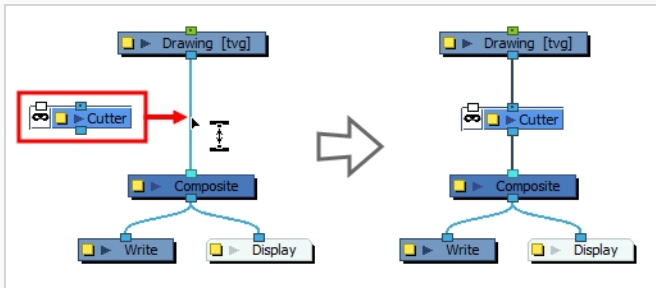 Drawing [tvg]
Cutter
Composite
Write
Display
Drawing [tvg]
Cutter
Composite
Write
Display